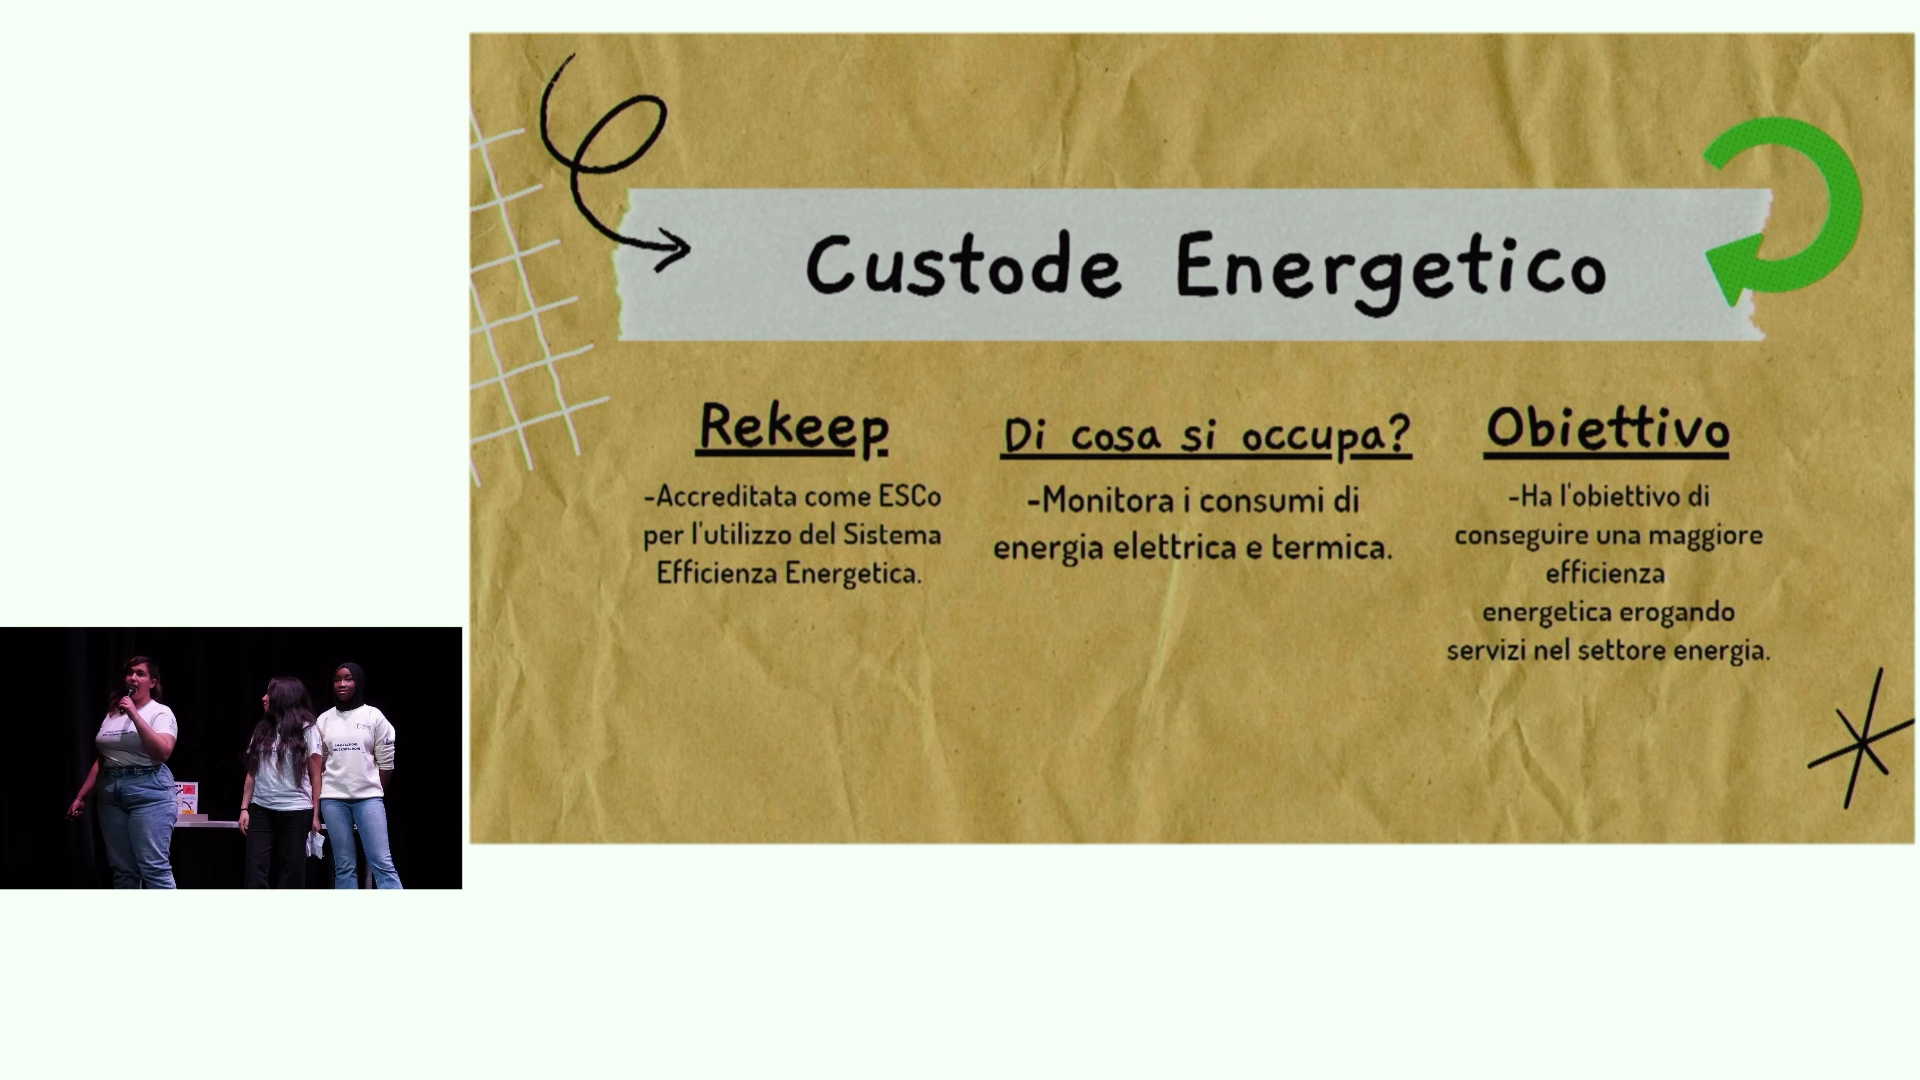 Custode Energetico
Rekeep
-Accreditata come ESCo
per l'utilizzo del Sistema
Efficienza Energetica.
Di cosa si occupa?
-Monitora i consumi di
energia elettrica e termica.
Obiettivo
-Ha l'obiettivo di
conseguire una maggiore
efficienza
energetica erogando
servizi nel settore energia.